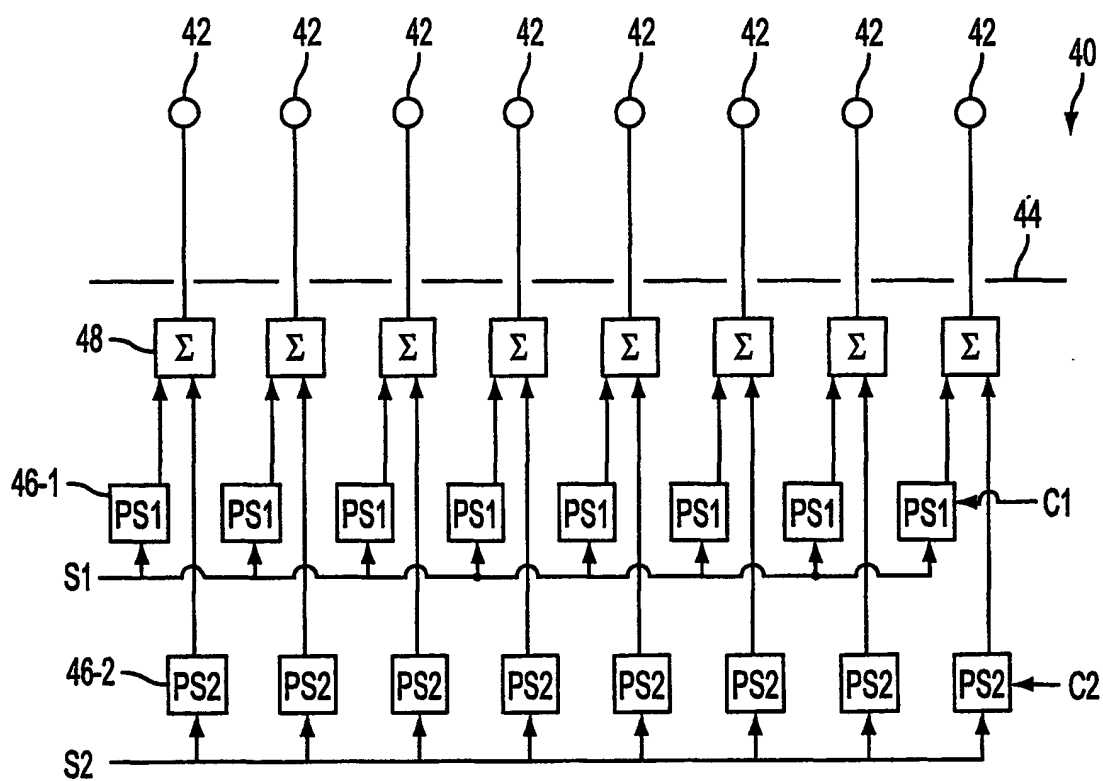 42 42 42 42 42 42 42 42
40
44
48 Σ Σ Σ Σ Σ Σ Σ Σ
46-1 PS1 PS1 PS1 PS1 PS1 PS1 PS1 PS1 C1
S1
46-2 PS2 PS2 PS2 PS2 PS2 PS2 PS2 PS2 C2
S2